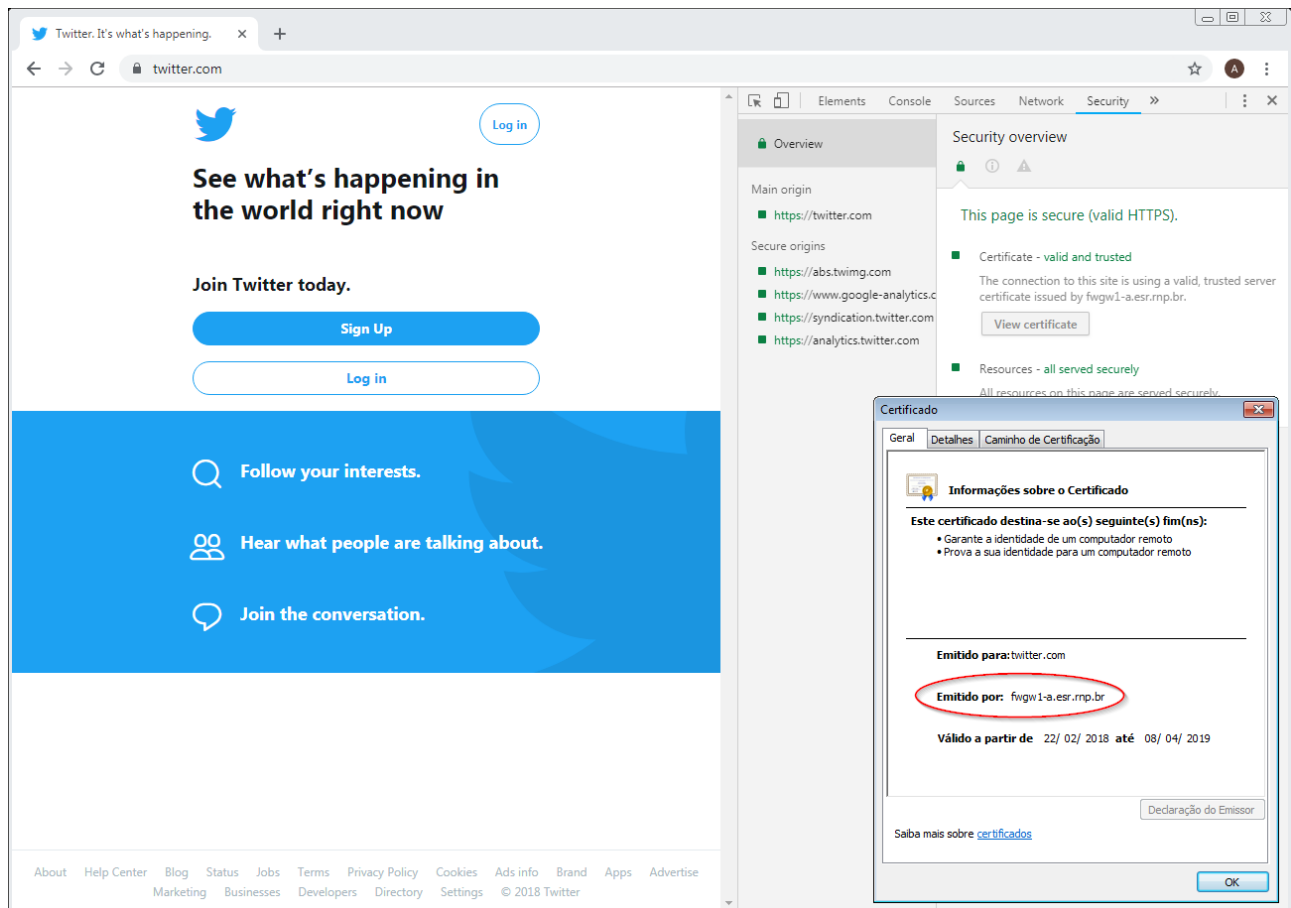 Twitter. It's what's happening.
twitter.com
Log in
See what's happening in
the world right now
Join Twitter today.
Sign Up
Log in
Follow your interests.
Hear what people are talking about.
Join the conversation.
About Help Center Blog Status Jobs Terms Privacy Policy Cookies Ads info Brand Apps Advertise
Marketing Businesses Developers Directory Settings © 2018 Twitter
Elements Console Sources Network Security »
Overview
Main origin
https://twitter.com
Secure origins
https://abs.twimg.com
https://www.google-analytics.c
https://syndication.twitter.com
https://analytics.twitter.com
Security overview
This page is secure (valid HTTPS).
Certificate - valid and trusted
The connection to this site is using a valid, trusted server
certificate issued by fwgw1-a.esr.rnp.br.
View certificate
Resources - all served securely
All resources on this page are served securely.
Certificado
Geral Detalhes Caminho de Certificação
Informações sobre o Certificado
Este certificado destina-se ao(s) seguinte(s) fim(ns):
• Garante a identidade de um computador remoto
• Prova a sua identidade para um computador remoto
Emitido para: twitter.com
Emitido por: fwgw1-a.esr.rnp.br
Válido a partir de 22/ 02/ 2018 até 08/ 04/ 2019
Declaração do Emissor
Saiba mais sobre certificados
OK
A